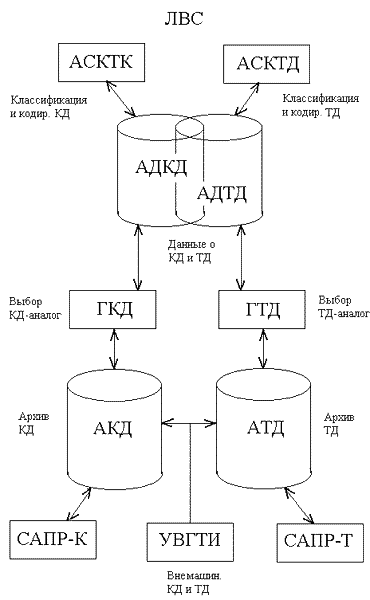 ЛВС
АСКТК
АСКТД
Классификация
и кодир. КД
Классификация
и кодир. ТД
АДКД
АДТД
Данные о
КД и ТД
Выбор
КД-аналог
ГКД
ГТД
Выбор
ТД-аналог
Архив
КД
АКД
АТД
Архив
ТД
САПР-К
УВГТИ
САПР-Т
Внемашин.
КД и ТД